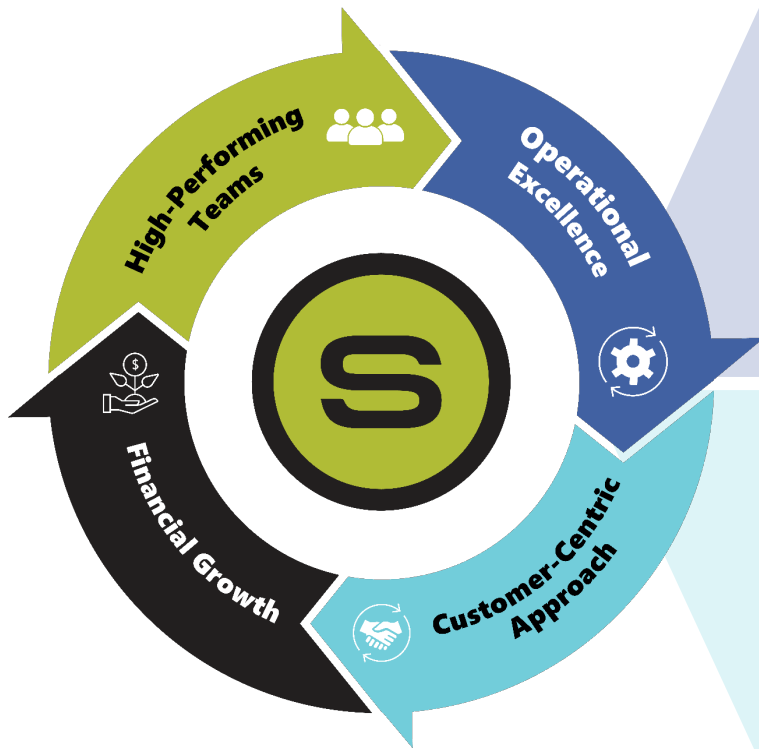 High-Performing
Teams
Operational
Excellence
S
$
Financial Growth
Customer-Centric
Approach